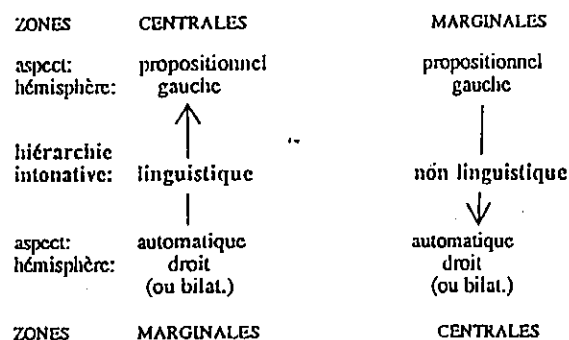 ZONES CENTRALES MARGINALES
aspect: propositionnel propositionnel
hémisphère: gauche gauche
hiérarchie
intonative: linguistique non linguistique
aspect: automatique automatique
hémisphère: droit droit
(ou bilat.) (ou bilat.)
ZONES MARGINALES CENTRALES